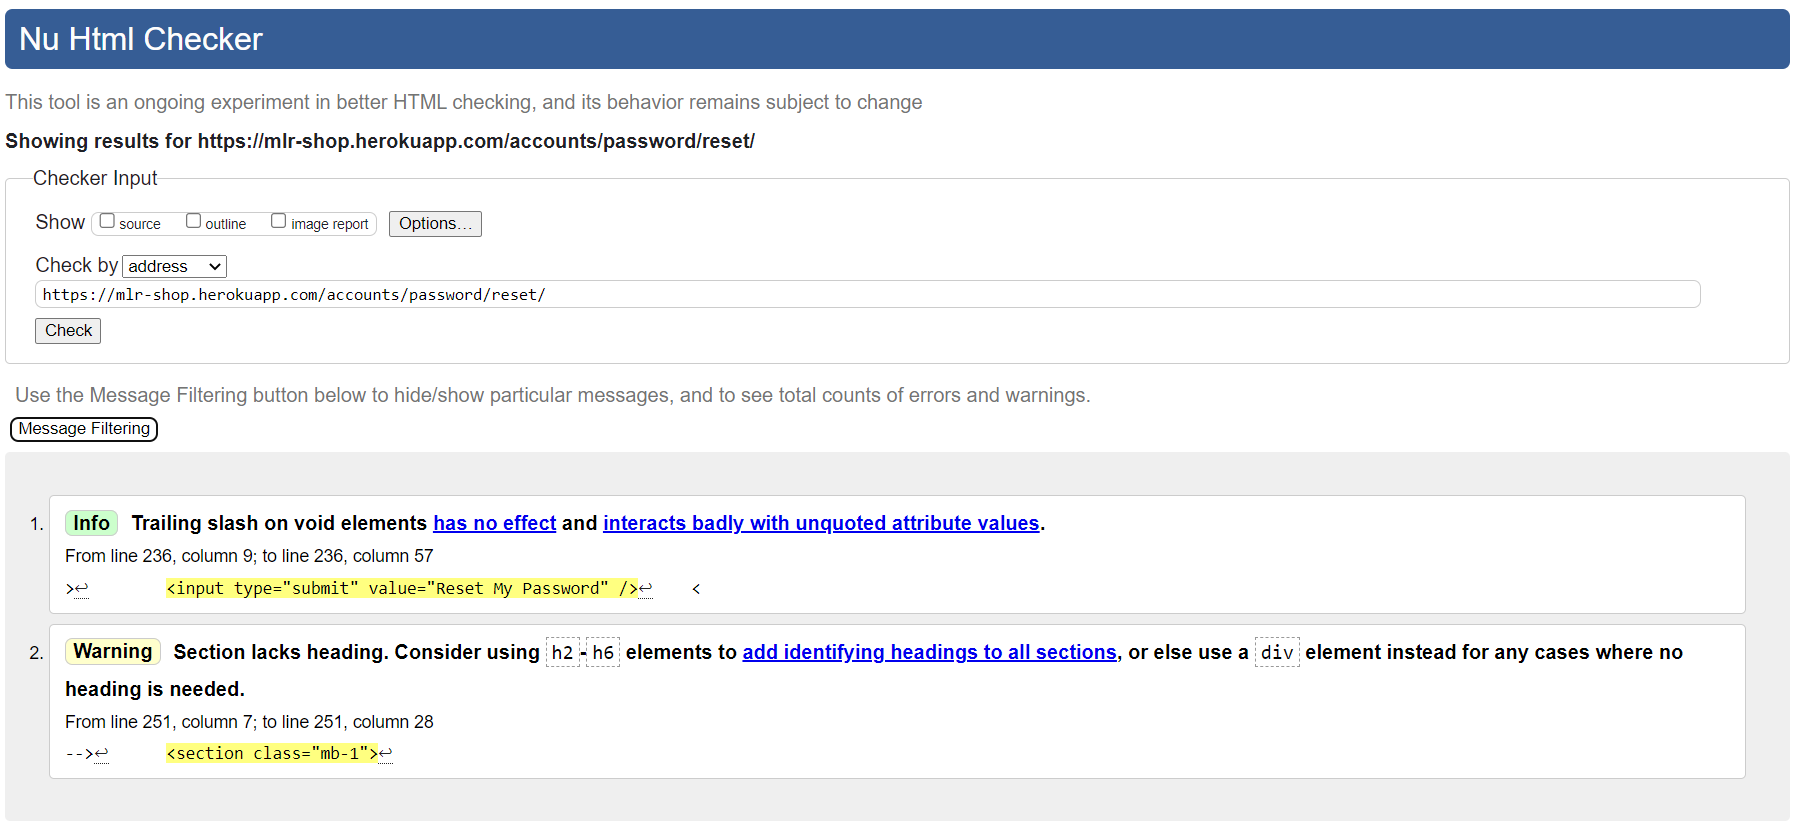 Nu Html Checker
This tool is an ongoing experiment in better HTML checking, and its behavior remains subject to change
Showing results for https://mlr-shop.herokuapp.com/accounts/password/reset/
Checker Input
Show source outline image report Options...
Check by address
https://mlr-shop.herokuapp.com/accounts/password/reset/
Check
Use the Message Filtering button below to hide/show particular messages, and to see total counts of errors and warnings.
Message Filtering
1. Info Trailing slash on void elements has no effect and interacts badly with unquoted attribute values.
From line 236, column 9; to line 236, column 57
>↩ <input type="submit" value="Reset My Password" />↩ <
2. Warning Section lacks heading. Consider using h2-h6 elements to add identifying headings to all sections, or else use a div element instead for any cases where no
heading is needed.
From line 251, column 7; to line 251, column 28
-->↩ <section class="mb-1">↩